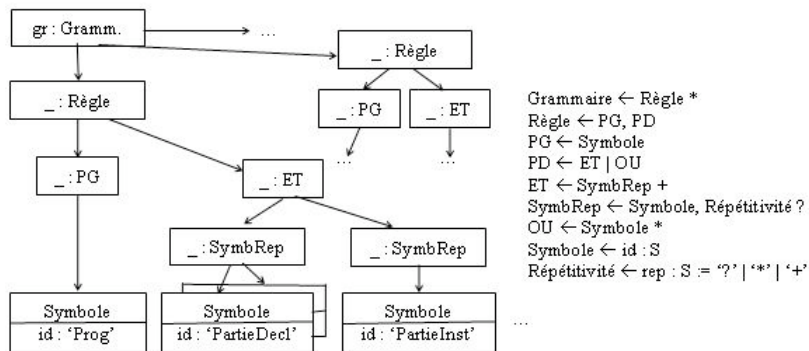 gr : Gramm.
...
_ : Règle
_ : Règle
_ : PG
_ : ET
...
...
_ : PG
_ : ET
_ : SymbRep
_ : SymbRep
Symbole
id : ‘Prog’
Symbole
id : ‘PartieDecl’
Symbole
id : ‘PartieInst’
...
Grammaire ← Règle *
Règle ← PG, PD
PG ← Symbole
PD ← ET | OU
ET ← SymbRep +
SymbRep ← Symbole, Répétitivité ?
OU ← Symbole *
Symbole ← id : S
Répétitivité ← rep : S := ‘?’ | ‘*’ | ‘+’